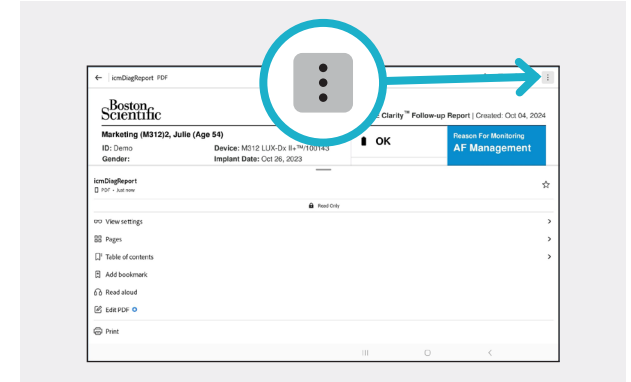 icmDiagReport PDF
Boston
Scientific
Clarity™ Follow-up Report | Created: Oct 04, 2024
Marketing (M312)2, Julie (Age 54)
ID: Demo
Device: M312 LUX-Dx II+™/100143
Gender:
Implant Date: Oct 26, 2023
OK
Reason For Monitoring
AF Management
icmDiagReport
PDF • Just now
Read Only
View settings
Pages
Table of contents
Add bookmark
Read aloud
Edit PDF
Print